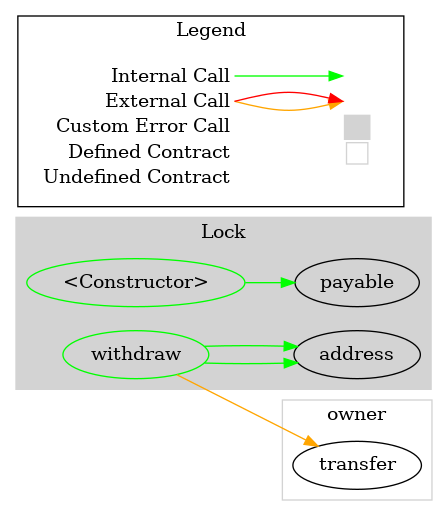 Legend
Internal Call
External Call
Custom Error Call
Defined Contract
Undefined Contract
Lock
<Constructor>
payable
withdraw
address
owner
transfer